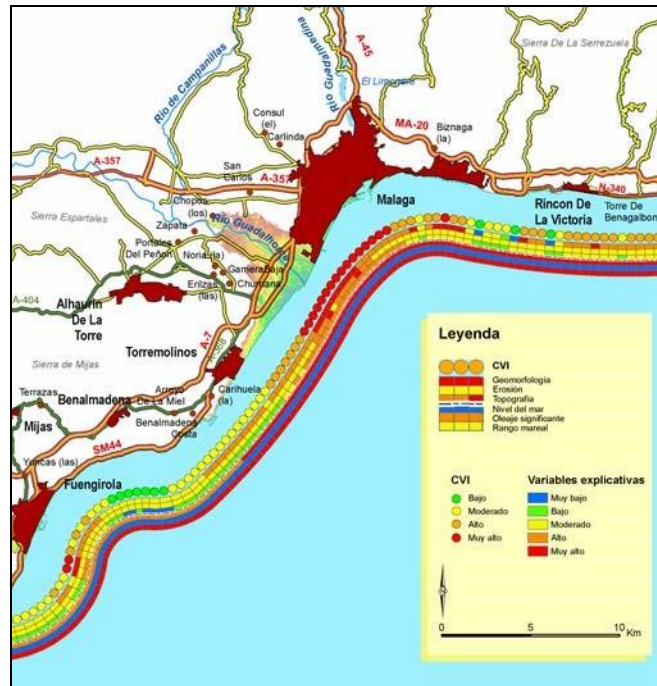 A-45
Sierra De La Serrezuela
Río Guadalmedina
El Limonero
Río de Campanillas
Consul
(el)
Carlinda
MA-20
Biznaga
(la)
A-357
San
Carlos
A-357
N-340
Malaga
Rincon De
La Victoria
Torre De
Benagalbon
Chopos
(los)
Sierra Espartales
Zapata
Río Guadalhorce
Portales
Del Peñon
Noria (la)
GameraBaja
Erilzas
(las)
Churriana
A-404
Alhaurin
De La
Torre
A-7
Torremolinos
Sierra de Mijas
Terrazas
Benalmadena
Arroyo
De La Miel
Carihuela
(la)
Benalmadena
Costa
Mijas
SM44
Yuncas (las)
Fuengirola
Leyenda
CVI
Geomorfología
Erosión
Topografia
Nivel del mar
Oleaje significante
Rango mareal
CVI
Bajo
Moderado
Alto
Muy alto
Variables explicativas
Muy bajo
Bajo
Moderado
Alto
Muy alto
N
0 5 10
Km